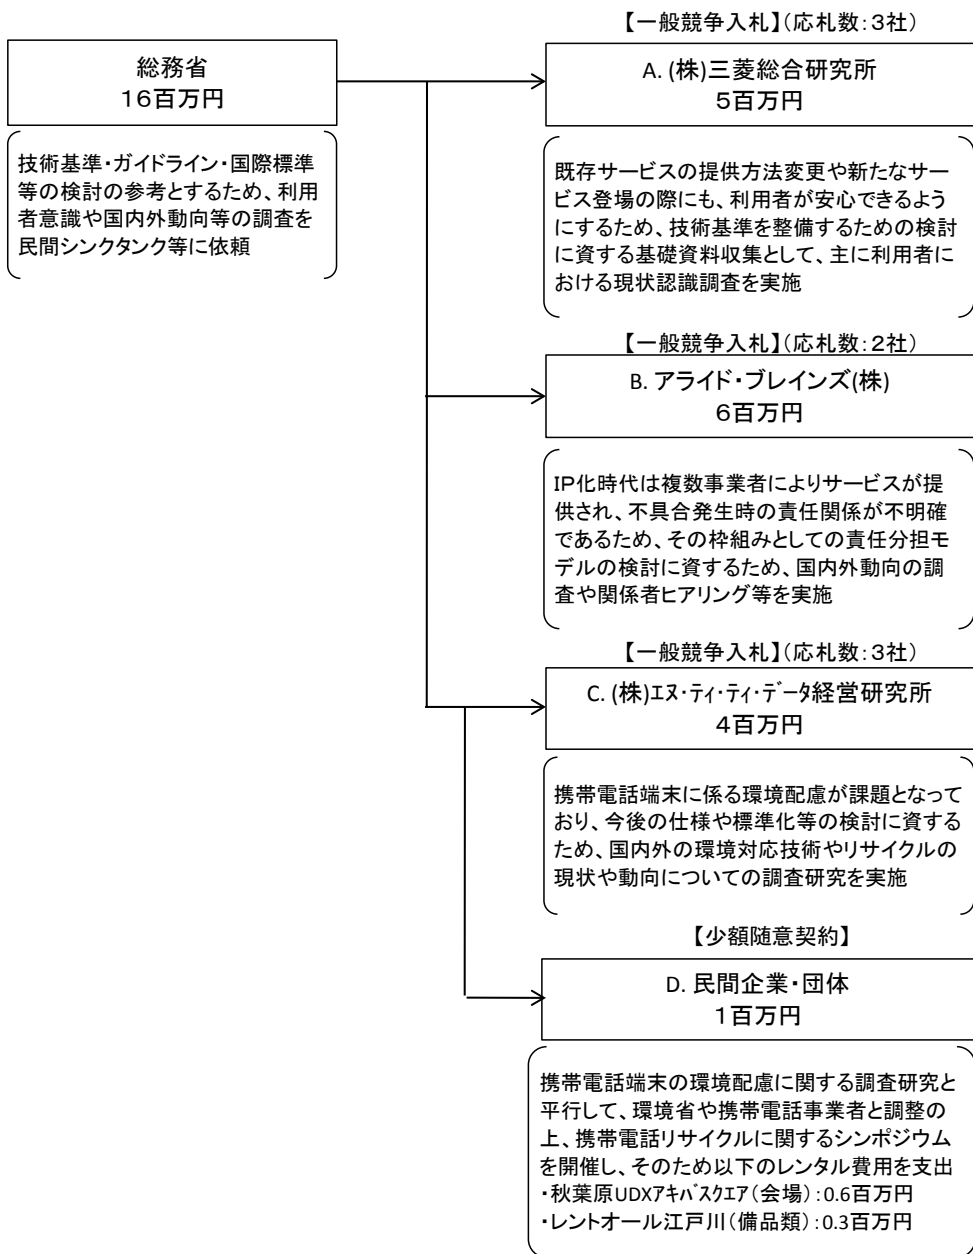 総務省
16百万円
技術基準・ガイドライン・国際標準
等の検討の参考とするため、利用
者意識や国内外動向等の調査を
民間シンクタンク等に依頼
【一般競争入札】(応札数:3社)
A. (株)三菱総合研究所
5百万円
既存サービスの提供方法変更や新たなサー
ビス登場の際にも、利用者が安心できるよう
にするため、技術基準を整備するための検討
に資する基礎資料収集として、主に利用者に
おける現状認識調査を実施
【一般競争入札】(応札数:2社)
B. アライド・ブレインズ(株)
6百万円
IP化時代は複数事業者によりサービスが提
供され、不具合発生時の責任関係が不明確
であるため、その枠組みとしての責任分担モ
デルの検討に資するため、国内外動向の調
査や関係者ヒアリング等を実施
【一般競争入札】(応札数:3社)
C. (株)エヌ・ティ・ティ・データ経営研究所
4百万円
携帯電話端末に係る環境配慮が課題となって
おり、今後の仕様や標準化等の検討に資する
ため、国内外の環境対応技術やリサイクルの
現状や動向についての調査研究を実施
【少額随意契約】
D. 民間企業・団体
1百万円
携帯電話端末の環境配慮に関する調査研究と
平行して、環境省や携帯電話事業者と調整の
上、携帯電話リサイクルに関するシンポジウム
を開催し、そのため以下のレンタル費用を支出
・秋葉原UDXアキバスクエア(会場):0.6百万円
・レントオール江戸川(備品類):0.3百万円